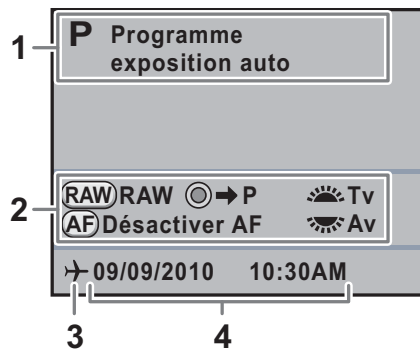 1
P Programme
exposition auto
2
RAW RAW ➔ P Tv
AF Désactiver AF Av
09/09/2010 10:30AM
3 4